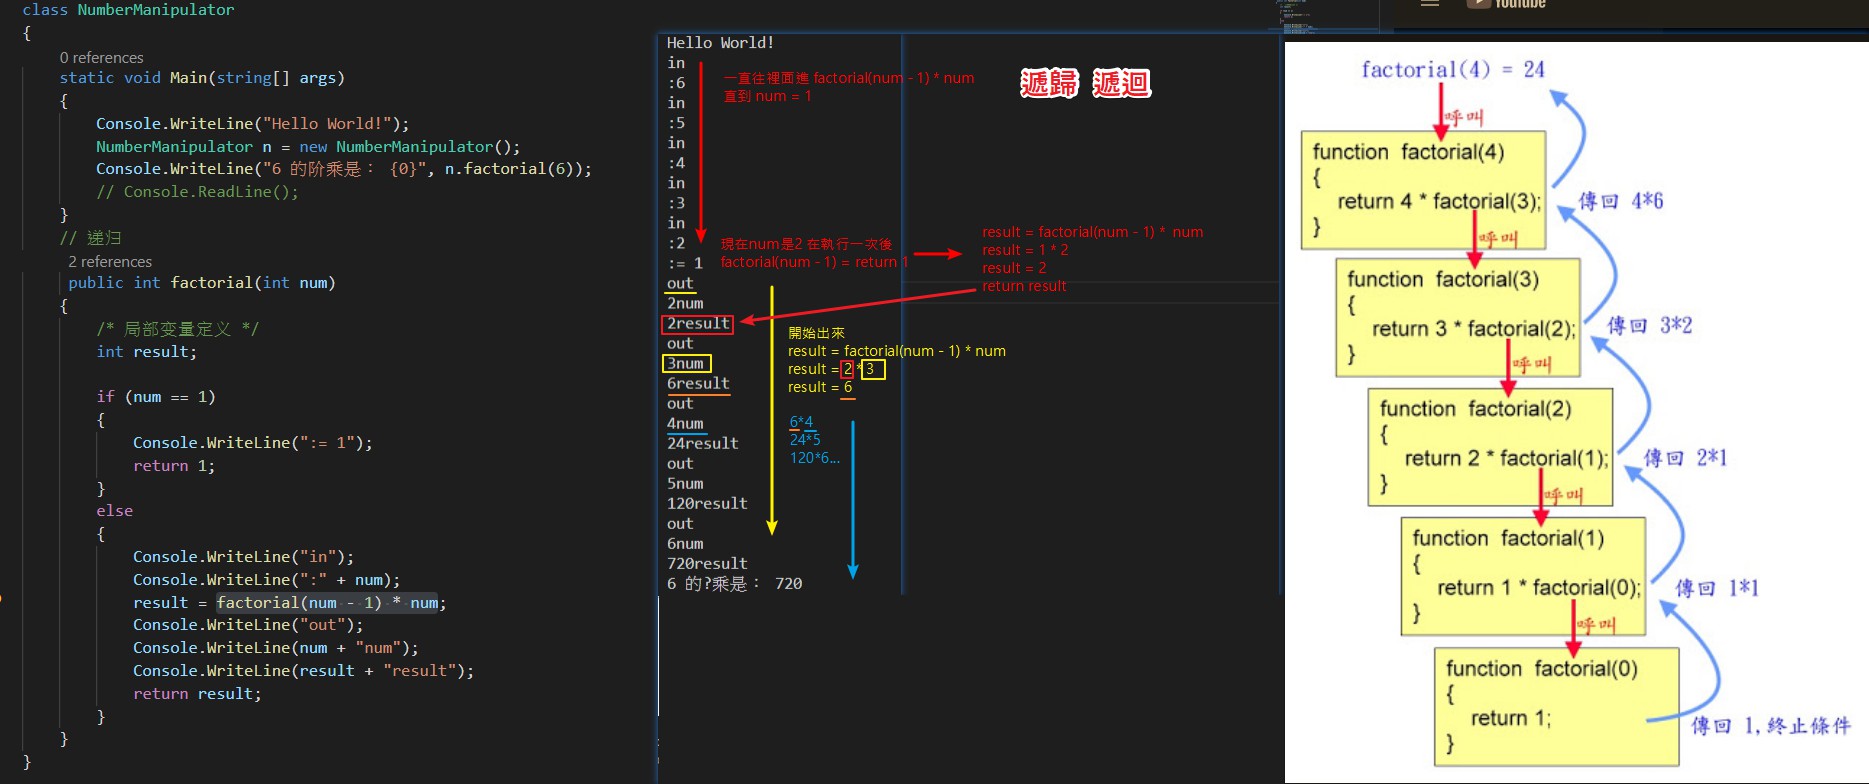 class NumberManipulator
{
0 references
static void Main(string[] args)
{
Console.WriteLine("Hello World!");
NumberManipulator n = new NumberManipulator();
Console.WriteLine("6 的阶乘是： {0}", n.factorial(6));
// Console.ReadLine();
}
// 递归
2 references
public int factorial(int num)
{
/* 局部变量定义 */
int result;
if (num == 1)
{
Console.WriteLine(":= 1");
return 1;
}
else
{
Console.WriteLine("in");
Console.WriteLine(":" + num);
result = factorial(num - 1) * num;
Console.WriteLine("out");
Console.WriteLine(num + "num");
Console.WriteLine(result + "result");
return result;
}
}
}
Hello World!
in
:6
in
:5
in
:4
in
:3
in
:2
:= 1
out
2num
2result
out
3num
6result
out
4num
24result
out
5num
120result
out
6num
720result
6 的?乘是： 720
一直往裡面進 factorial(num - 1) * num
直到 num = 1
遞歸 遞迴
現在num是2 在執行一次後
factorial(num - 1) = return 1
result = factorial(num - 1) * num
result = 1 * 2
result = 2
return result
開始出來
result = factorial(num - 1) * num
result = 2 * 3
result = 6
6*4
24*5
120*6...
YouTube
factorial(4) = 24
呼叫
function factorial(4)
{
return 4 * factorial(3);
}
傳回 4*6
呼叫
function factorial(3)
{
return 3 * factorial(2);
}
傳回 3*2
呼叫
function factorial(2)
{
return 2 * factorial(1);
}
傳回 2*1
呼叫
function factorial(1)
{
return 1 * factorial(0);
}
傳回 1*1
呼叫
function factorial(0)
{
return 1;
}
傳回 1,終止條件